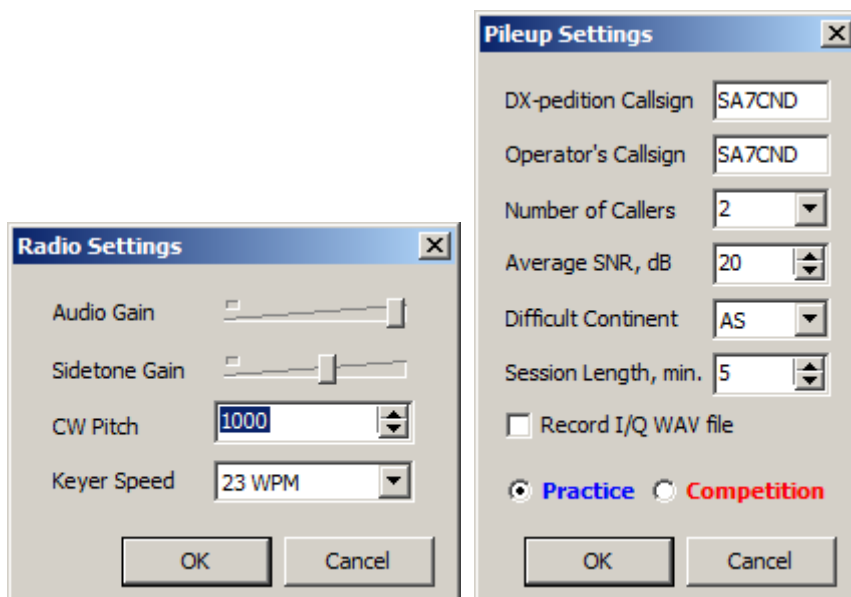 Radio Settings
Audio Gain
Sidetone Gain
CW Pitch 1000
Keyer Speed 23 WPM
OK Cancel
Pileup Settings
DX-pedition Callsign SA7CND
Operator's Callsign SA7CND
Number of Callers 2
Average SNR, dB 20
Difficult Continent AS
Session Length, min. 5
Record I/Q WAV file
Practice Competition
OK Cancel